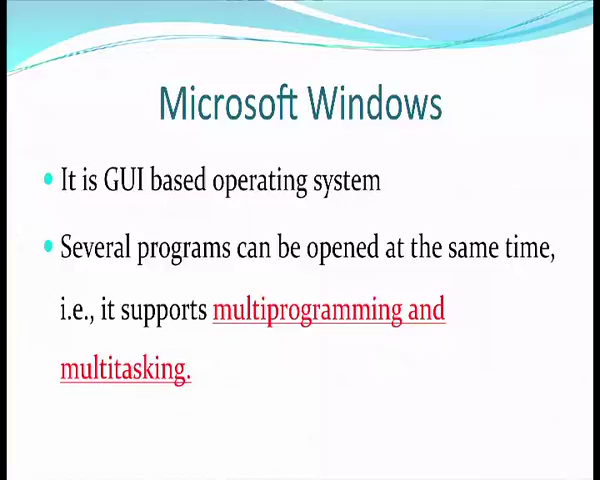 Microsoft Windows
• It is GUI based operating system
• Several programs can be opened at the same time,
i.e., it supports multiprogramming and
multitasking.